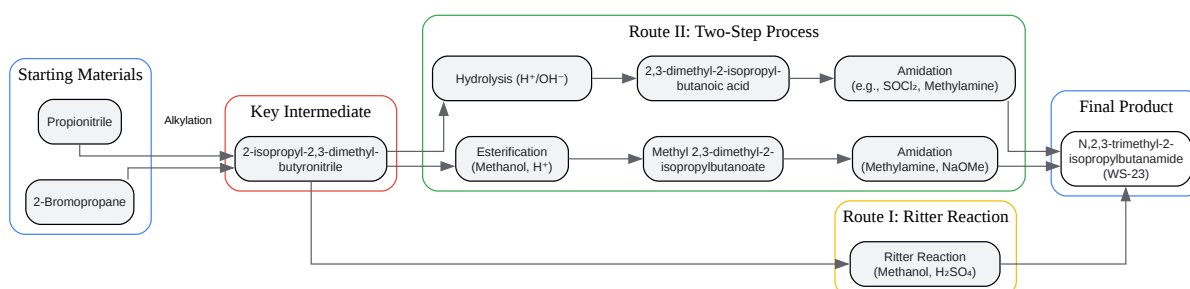 Starting Materials
Propionitrile
2-Bromopropane
Alkylation
Key Intermediate
2-isopropyl-2,3-dimethyl-
butyronitrile
Route II: Two-Step Process
Hydrolysis (H⁺/OH⁻)
2,3-dimethyl-2-isopropyl-
butanoic acid
Amidation
(e.g., SOCl₂, Methylamine)
Esterification
(Methanol, H⁺)
Methyl 2,3-dimethyl-2-
isopropylbutanoate
Amidation
(Methylamine, NaOMe)
Route I: Ritter Reaction
Ritter Reaction
(Methanol, H₂SO₄)
Final Product
N,2,3-trimethyl-2-
isopropylbutanamide
(WS-23)